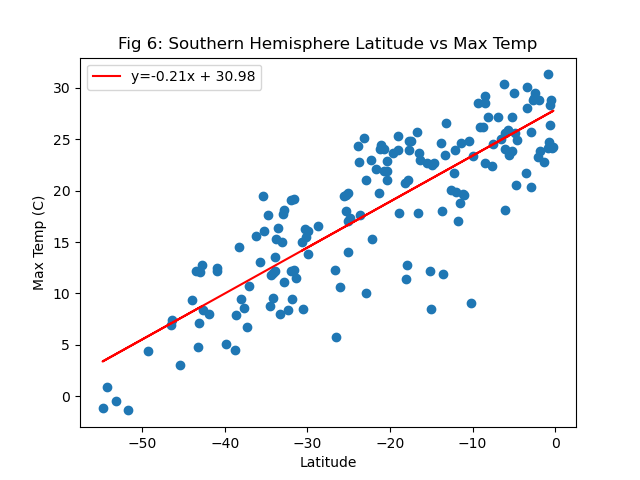 Fig 6: Southern Hemisphere Latitude vs Max Temp
y=-0.21x + 30.98
Max Temp (C)
30
25
20
15
10
5
0
−50 −40 −30 −20 −10 0
Latitude